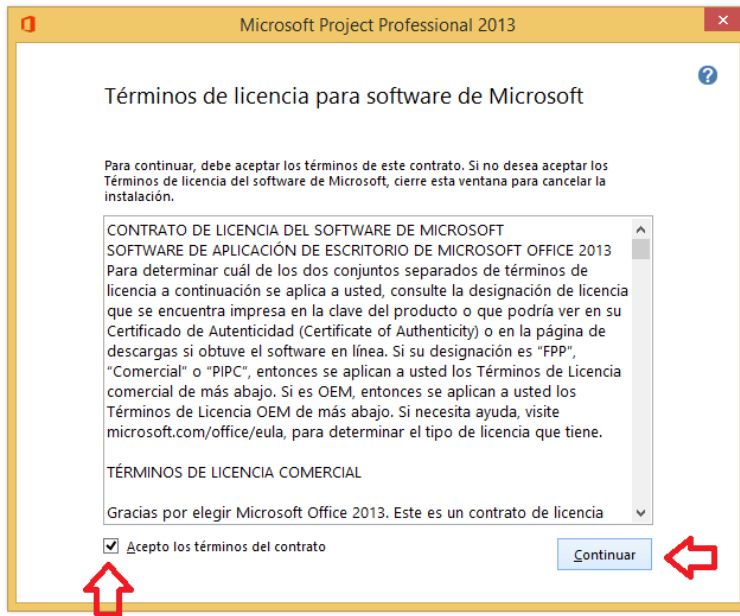 Microsoft Project Professional 2013
Términos de licencia para software de Microsoft
Para continuar, debe aceptar los términos de este contrato. Si no desea aceptar los
Términos de licencia del software de Microsoft, cierre esta ventana para cancelar la
instalación.
CONTRATO DE LICENCIA DEL SOFTWARE DE MICROSOFT
SOFTWARE DE APLICACIÓN DE ESCRITORIO DE MICROSOFT OFFICE 2013
Para determinar cuál de los dos conjuntos separados de términos de
licencia a continuación se aplica a usted, consulte la designación de licencia
que se encuentra impresa en la clave del producto o que podría ver en su
Certificado de Autenticidad (Certificate of Authenticity) o en la página de
descargas si obtuve el software en línea. Si su designación es “FPP”,
“Comercial” o “PIPC”, entonces se aplican a usted los Términos de Licencia
comercial de más abajo. Si es OEM, entonces se aplican a usted los
Términos de Licencia OEM de más abajo. Si necesita ayuda, visite
microsoft.com/office/eula, para determinar el tipo de licencia que tiene.
TÉRMINOS DE LICENCIA COMERCIAL
Gracias por elegir Microsoft Office 2013. Este es un contrato de licencia
Acepto los términos del contrato
Continuar